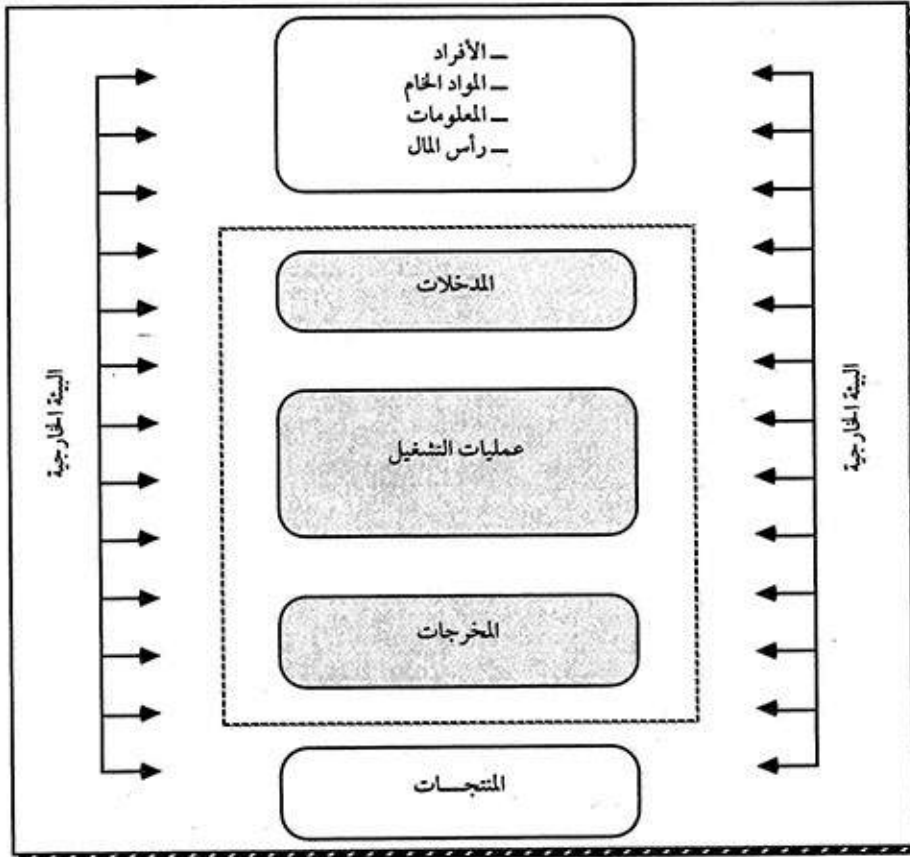 – الأفراد
– المواد الخام
– المعلومات
– رأس المال
المدخلات
عمليات التشغيل
المخرجات
المنتجـــات
البيئة الخارجية
البيئة الخارجية